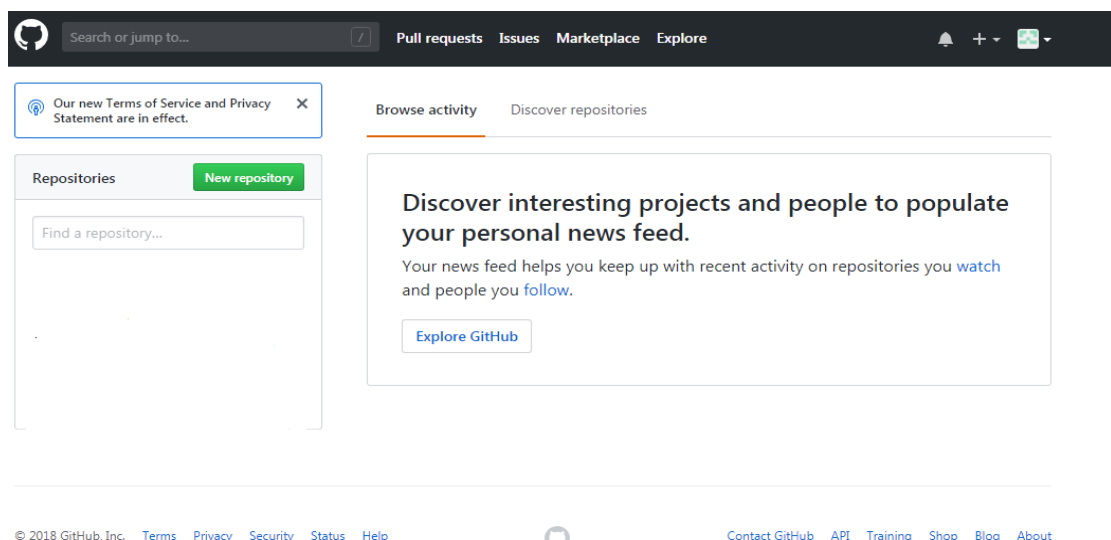 Search or jump to... / Pull requests Issues Marketplace Explore
Our new Terms of Service and Privacy
Statement are in effect.
Browse activity Discover repositories
Repositories New repository
Find a repository...
Discover interesting projects and people to populate
your personal news feed.
Your news feed helps you keep up with recent activity on repositories you watch
and people you follow.
Explore GitHub
© 2018 GitHub, Inc. Terms Privacy Security Status Help Contact GitHub API Training Shop Blog About